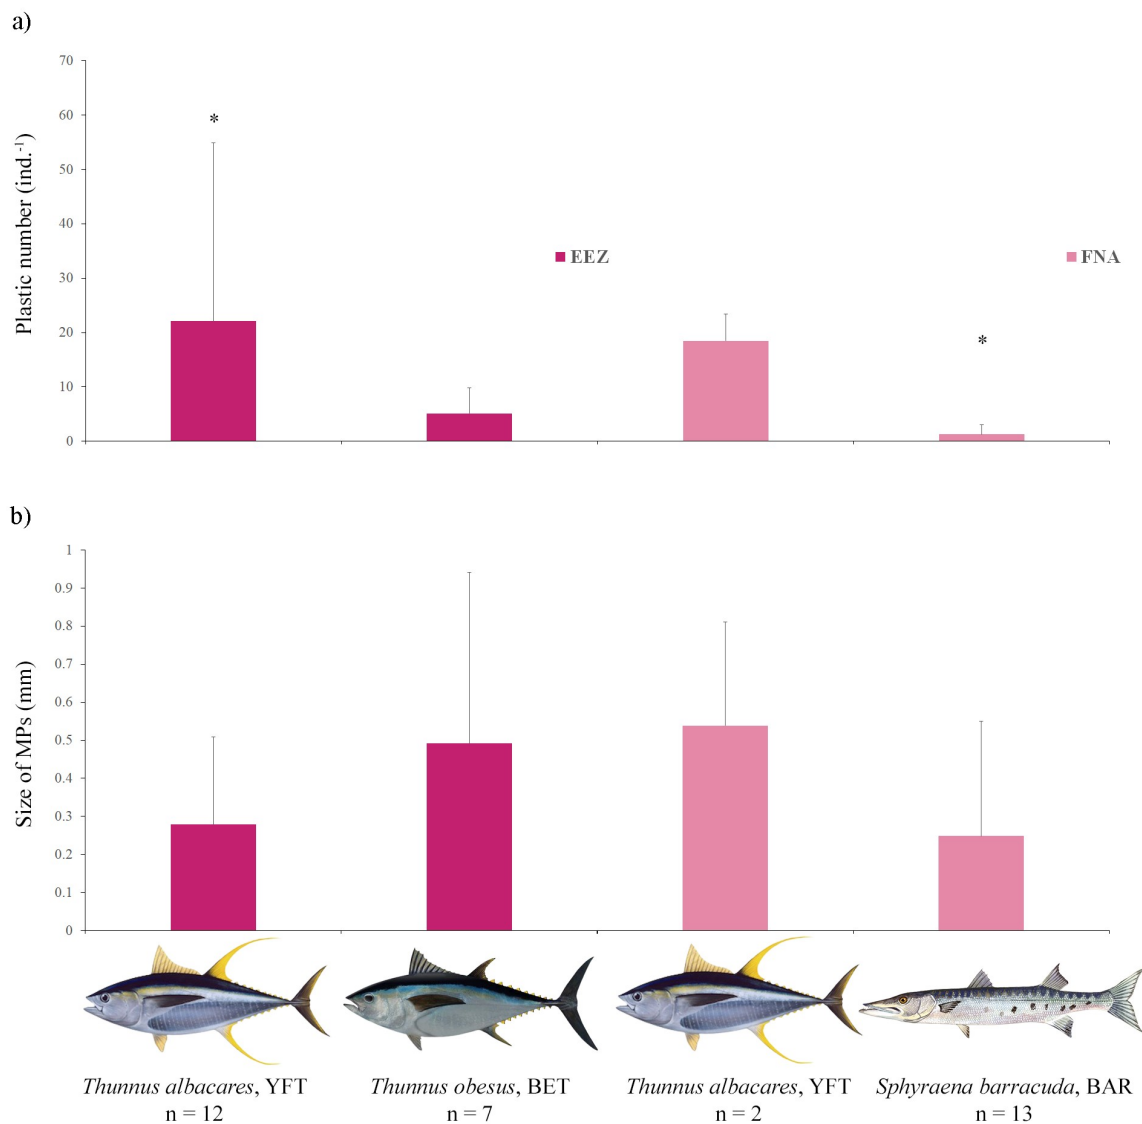 a)
Plastic number (ind.⁻¹)
70
60
50
40
30
20
10
0
*
EEZ
FNA
*
b)
Size of MPs (mm)
1
0.9
0.8
0.7
0.6
0.5
0.4
0.3
0.2
0.1
0
Thunnus albacares, YFT
n = 12
Thunnus obesus, BET
n = 7
Thunnus albacares, YFT
n = 2
Sphyraena barracuda, BAR
n = 13